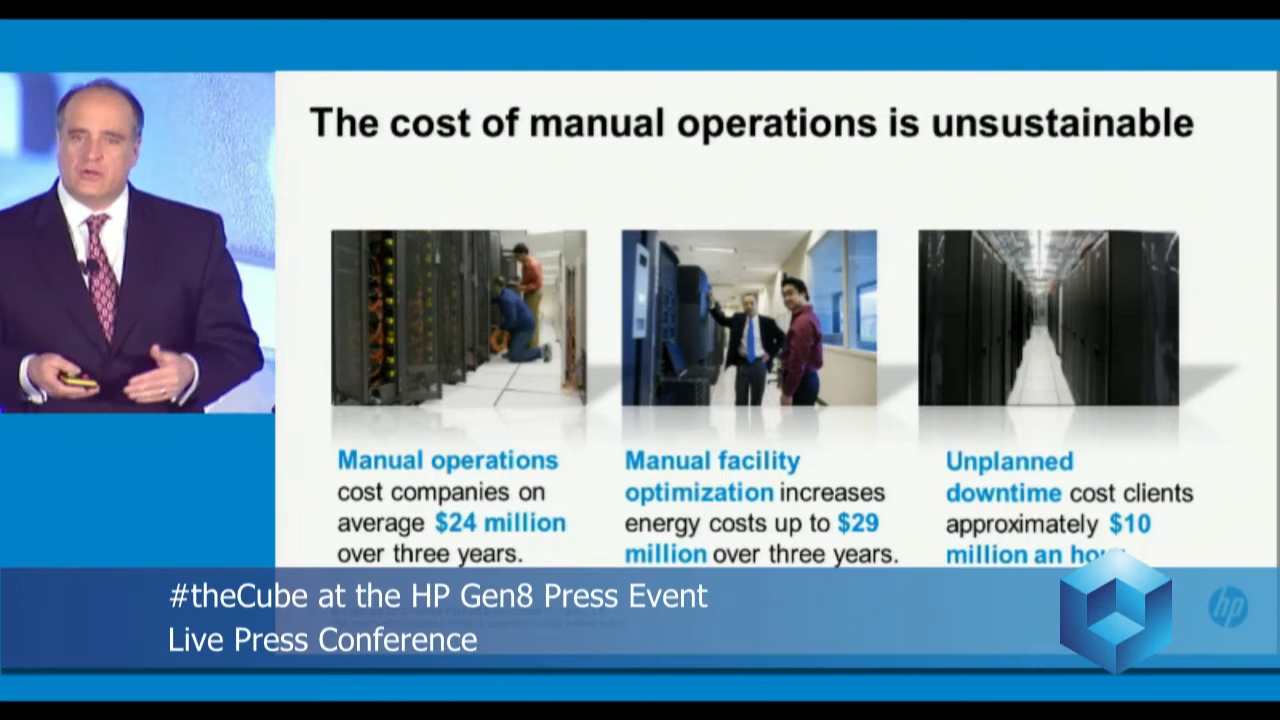 The cost of manual operations is unsustainable
Manual operations
cost companies on
average $24 million
over three years.
Manual facility
optimization increases
energy costs up to $29
million over three years.
Unplanned
downtime cost clients
approximately $10
million an hour.
#theCube at the HP Gen8 Press Event
Live Press Conference
hp